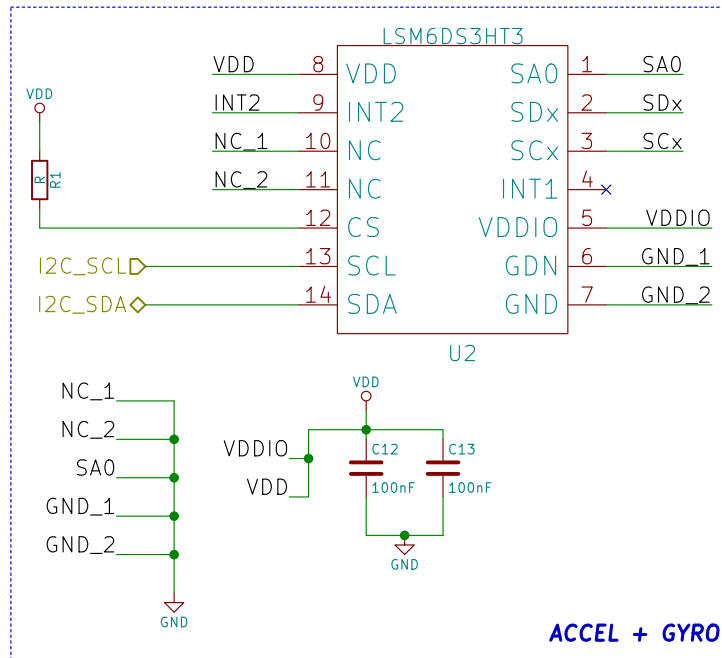 LSM6DS3HT3
VDD 8 VDD SA0 1 SA0
INT2 9 INT2 SDx 2 SDx
NC_1 10 NC SCx 3 SCx
NC_2 11 NC INT1 4
12 CS VDDIO 5 VDDIO
I2C_SCL 13 SCL GDN 6 GND_1
I2C_SDA 14 SDA GND 7 GND_2
U2
VDD
R R1
NC_1
NC_2
SA0
GND_1
GND_2
GND
VDD
VDDIO
VDD
C12
100nF
C13
100nF
GND
ACCEL + GYRO